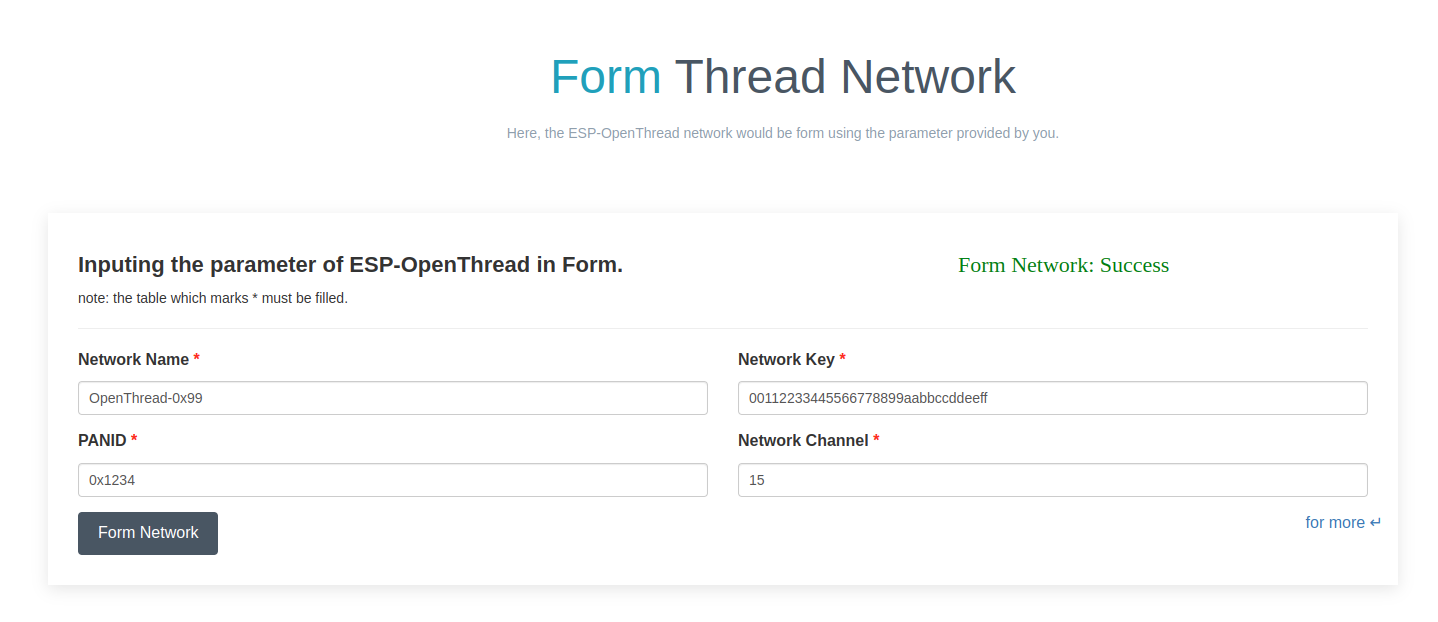 Form Thread Network
Here, the ESP-OpenThread network would be form using the parameter provided by you.
Inputing the parameter of ESP-OpenThread in Form.
Form Network: Success
note: the table which marks * must be filled.
Network Name *
Network Key *
OpenThread-0x99
00112233445566778899aabbccddeeff
PANID *
Network Channel *
0x1234
15
Form Network
for more ↵